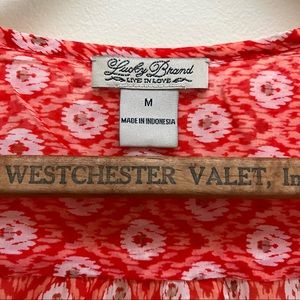 Lucky Brand
LIVE IN LOVE
M
MADE IN INDONESIA
WESTCHESTER VALET, In